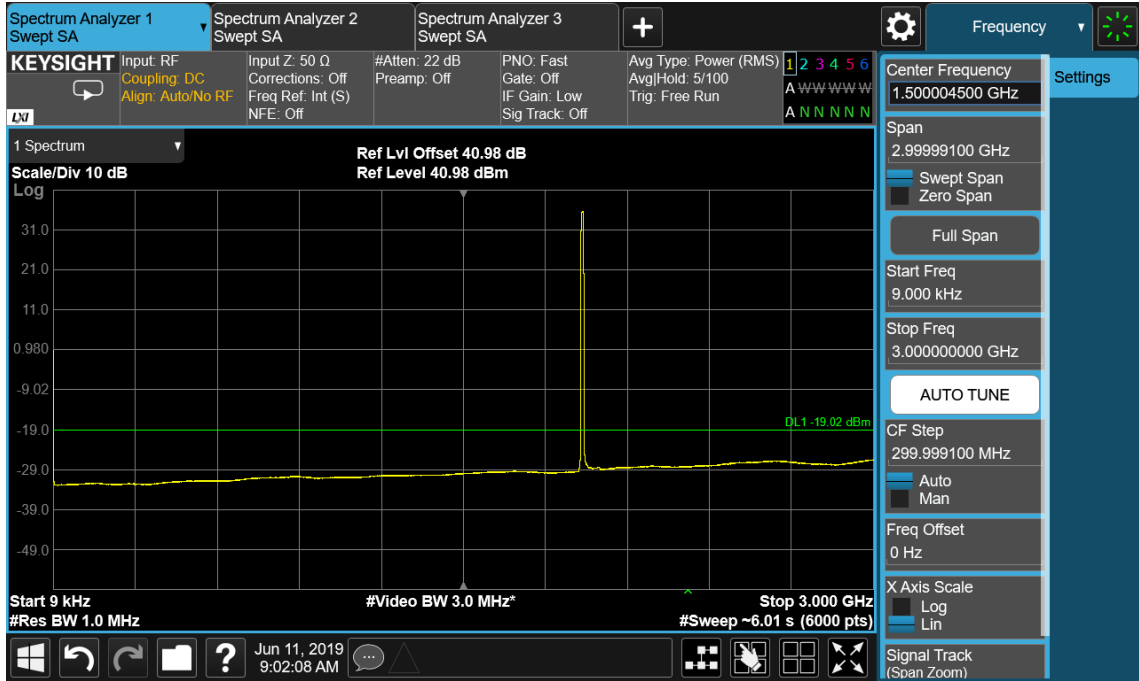 Spectrum Analyzer 1
Swept SA
Spectrum Analyzer 2
Swept SA
Spectrum Analyzer 3
Swept SA
Frequency
KEYSIGHT
LXI
Input: RF
Coupling: DC
Align: Auto/No RF
Input Z: 50 Ω
Corrections: Off
Freq Ref: Int (S)
NFE: Off
#Atten: 22 dB
Preamp: Off
PNO: Fast
Gate: Off
IF Gain: Low
Sig Track: Off
Avg Type: Power (RMS)
Avg|Hold: 5/100
Trig: Free Run
1 2 3 4 5 6
A W W W W W
A N N N N N
1 Spectrum
Scale/Div 10 dB
Log
Ref Lvl Offset 40.98 dB
Ref Level 40.98 dBm
31.0
21.0
11.0
0.980
-9.02
-19.0
-29.0
-39.0
-49.0
DL1 -19.02 dBm
Start 9 kHz
#Res BW 1.0 MHz
#Video BW 3.0 MHz*
Stop 3.000 GHz
#Sweep ~6.01 s (6000 pts)
Jun 11, 2019
9:02:08 AM
Center Frequency
1.500004500 GHz
Settings
Span
2.99999100 GHz
Swept Span
Zero Span
Full Span
Start Freq
9.000 kHz
Stop Freq
3.000000000 GHz
AUTO TUNE
CF Step
299.999100 MHz
Auto
Man
Freq Offset
0 Hz
X Axis Scale
Log
Lin
Signal Track
(Span Zoom)